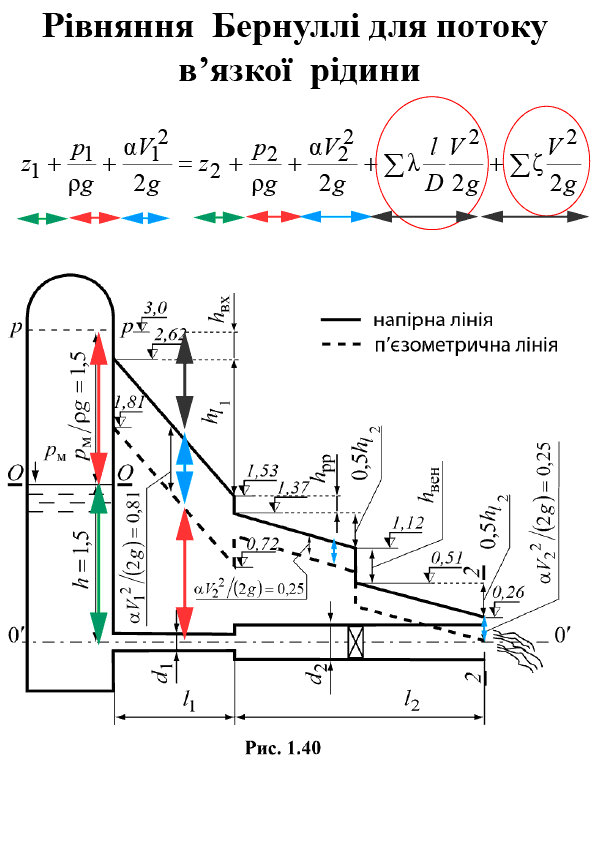 Рівняння Бернуллі для потоку
в’язкої рідини
z₁ + p₁/ρg + αV₁²/2g = z₂ + p₂/ρg + αV₂²/2g + ∑λ l/D V²/2g + ∑ζ V²/2g
напірна лінія
п’єзометрична лінія
p
p
3,0
2,62
1,81
hвх
hl₁
pм/ρg = 1,5
pм
O
O
h = 1,5
αV₁²/(2g) = 0,81
1,53
1,37
hрр
0,5hl₂
0,72
αV₂²/(2g) = 0,25
hвен
1,12
0,51
0,5hl₂
αV₂²/(2g) = 0,25
0,26
2
2
0′
0′
d₁
d₂
l₁
l₂
Рис. 1.40